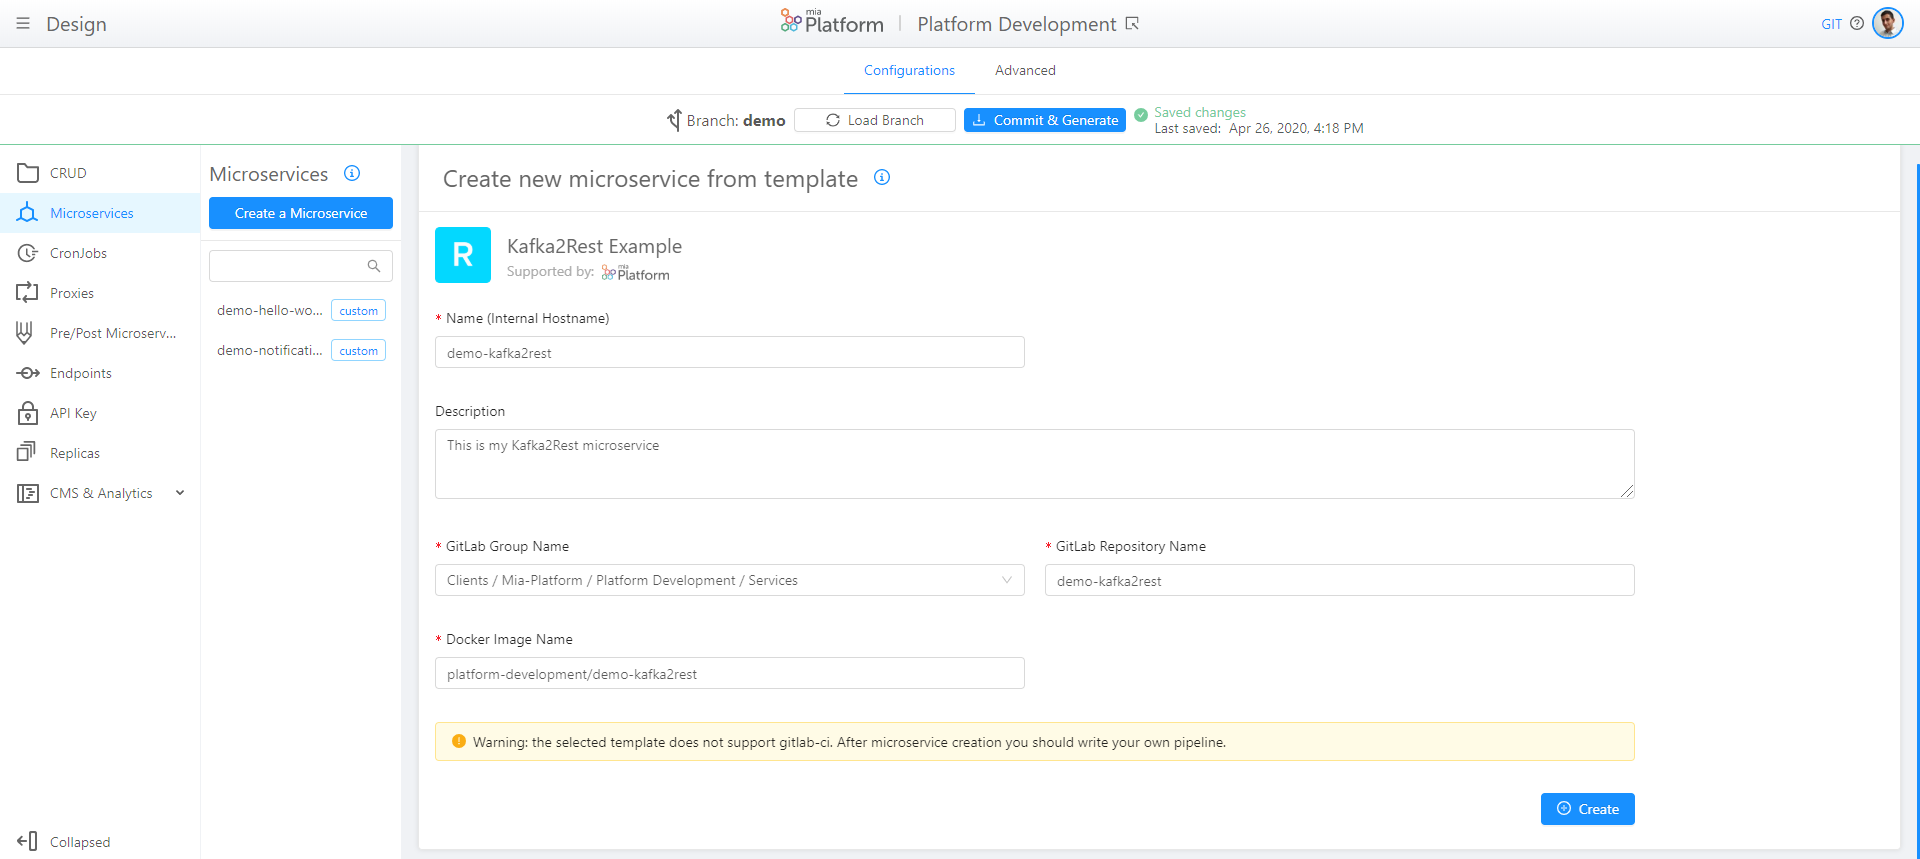 Design
mia Platform
Platform Development
GIT
Configurations
Advanced
Branch: demo
Load Branch
Commit & Generate
Saved changes
Last saved: Apr 26, 2020, 4:18 PM
CRUD
Microservices
CronJobs
Proxies
Pre/Post Microserv...
Endpoints
API Key
Replicas
CMS & Analytics
Collapsed
Microservices
Create a Microservice
demo-hello-wo... custom
demo-notificati... custom
Create new microservice from template
R
Kafka2Rest Example
Supported by: mia Platform
* Name (Internal Hostname)
demo-kafka2rest
Description
This is my Kafka2Rest microservice
* GitLab Group Name
Clients / Mia-Platform / Platform Development / Services
* GitLab Repository Name
demo-kafka2rest
* Docker Image Name
platform-development/demo-kafka2rest
Warning: the selected template does not support gitlab-ci. After microservice creation you should write your own pipeline.
Create